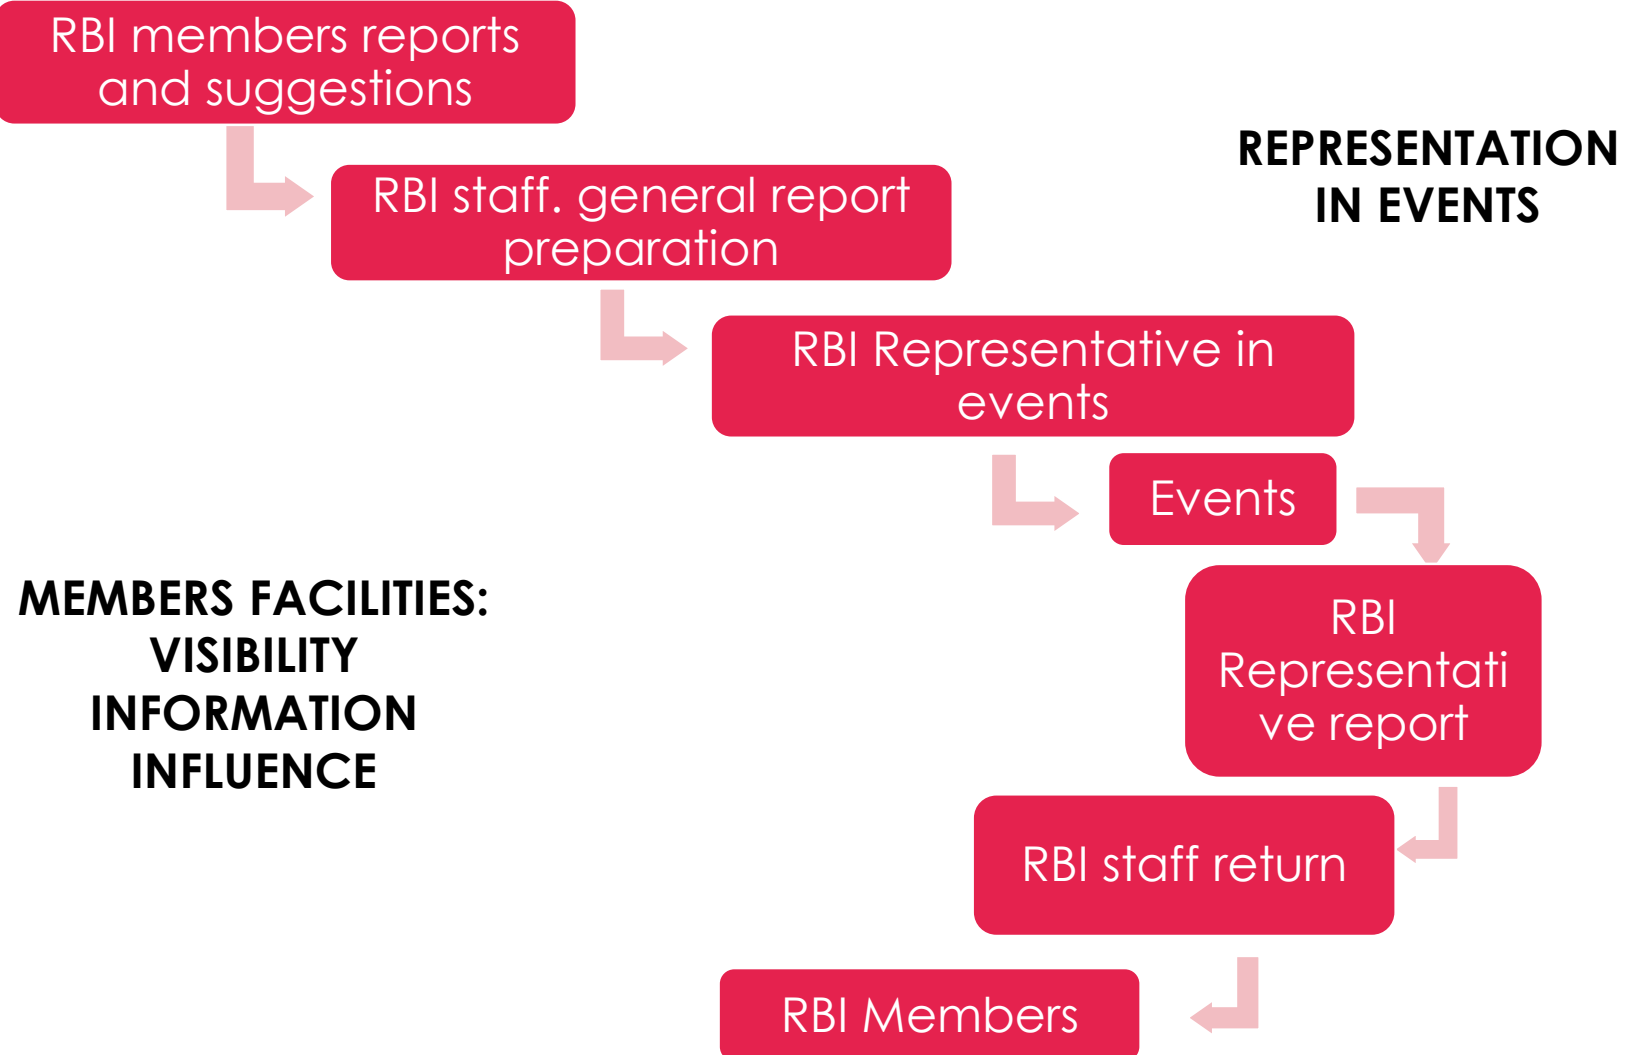 RBI members reports
and suggestions
REPRESENTATION
IN EVENTS
RBI staff. general report
preparation
RBI Representative in
events
Events
MEMBERS FACILITIES:
VISIBILITY
INFORMATION
INFLUENCE
RBI
Representati
ve report
RBI staff return
RBI Members